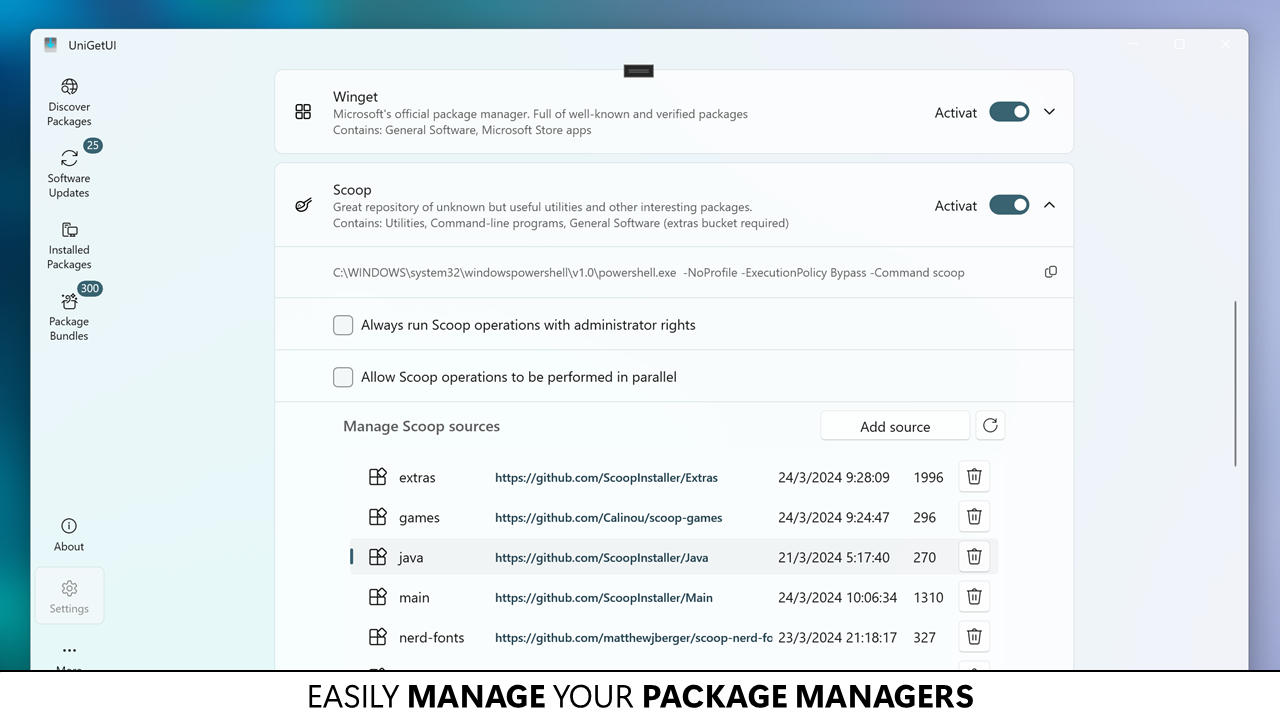 UniGetUI
Discover
Packages
25
Software
Updates
Installed
Packages
300
Package
Bundles
About
Settings
Winget
Microsoft's official package manager. Full of well-known and verified packages
Contains: General Software, Microsoft Store apps
Activat
Scoop
Great repository of unknown but useful utilities and other interesting packages.
Contains: Utilities, Command-line programs, General Software (extras bucket required)
Activat
C:\WINDOWS\system32\windowspowershell\v1.0\powershell.exe -NoProfile -ExecutionPolicy Bypass -Command scoop
Always run Scoop operations with administrator rights
Allow Scoop operations to be performed in parallel
Manage Scoop sources
Add source
extras https://github.com/ScoopInstaller/Extras 24/3/2024 9:28:09 1996
games https://github.com/Calinou/scoop-games 24/3/2024 9:24:47 296
java https://github.com/ScoopInstaller/Java 21/3/2024 5:17:40 270
main https://github.com/ScoopInstaller/Main 24/3/2024 10:06:34 1310
nerd-fonts https://github.com/matthewjberger/scoop-nerd-fo 23/3/2024 21:18:17 327
EASILY MANAGE YOUR PACKAGE MANAGERS